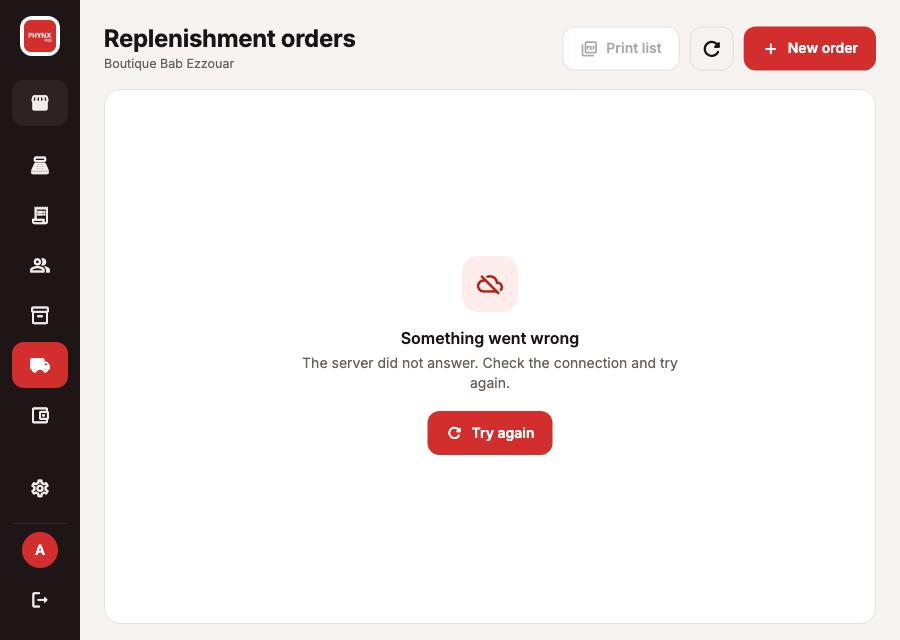 PHYNX
Replenishment orders
Boutique Bab Ezzouar
Print list
New order
Something went wrong
The server did not answer. Check the connection and try
again.
Try again
A